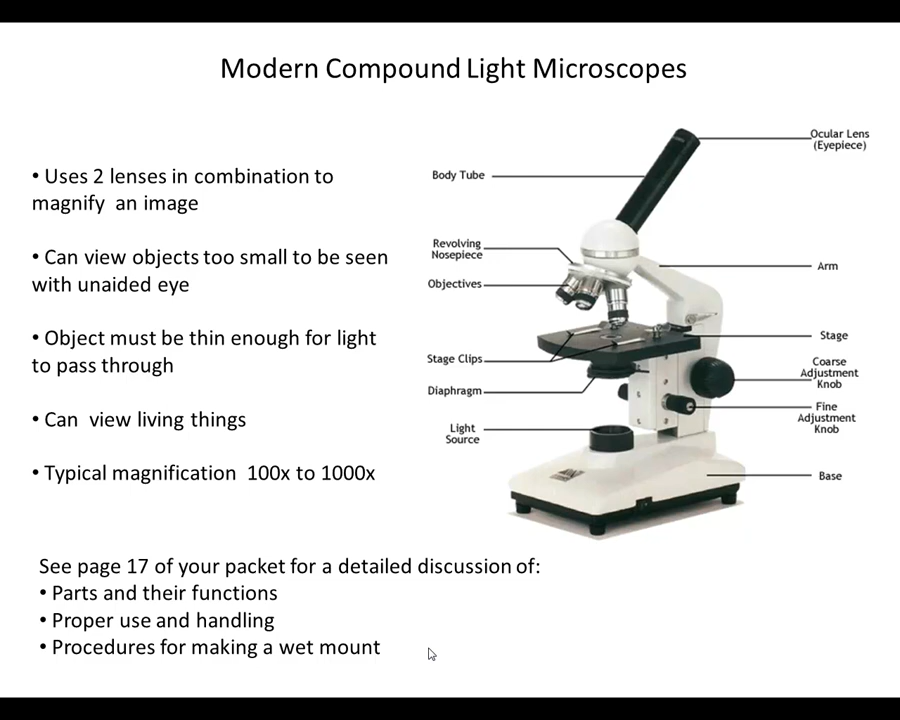 Modern Compound Light Microscopes
• Uses 2 lenses in combination to
magnify an image
• Can view objects too small to be seen
with unaided eye
• Object must be thin enough for light
to pass through
• Can view living things
• Typical magnification 100x to 1000x
Ocular Lens
(Eyepiece)
Body Tube
Revolving
Nosepiece
Arm
Objectives
Stage
Stage Clips
Coarse
Adjustment
Knob
Diaphragm
Fine
Adjustment
Knob
Light
Source
Base
See page 17 of your packet for a detailed discussion of:
• Parts and their functions
• Proper use and handling
• Procedures for making a wet mount